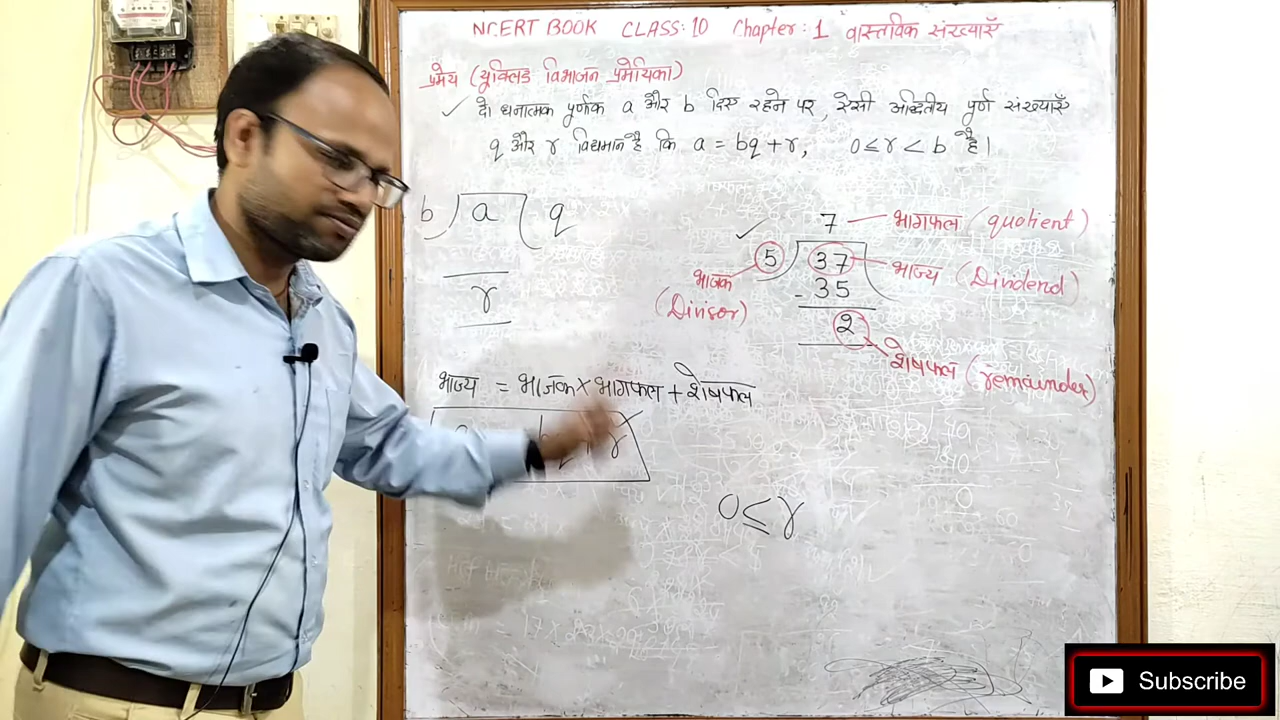 NCERT BOOK CLASS: 10 Chapter: 1 वास्तविक संख्याएँ
प्रमेय (यूक्लिड विभाजन प्रमेयिका)
दो धनात्मक पूर्णांक a और b दिए रहने पर, ऐसी अद्वितीय पूर्ण संख्याएँ
q और r विद्यमान है कि a = bq + r, 0 ≤ r < b है।
b a q
r
7 भागफल (quotient)
5 37 भाज्य (Dividend)
भाजक
(Divisor)
- 35
2
शेषफल (remainder)
भाज्य = भाजक × भागफल + शेषफल
r
0 ≤ r
Subscribe